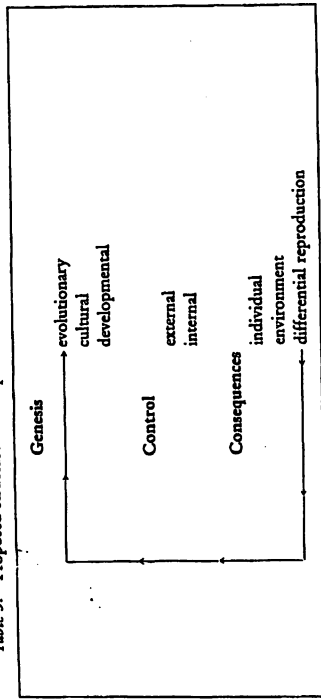 Genesis
evolutionary
cultural
developmental
Control
external
internal
Consequences
individual
environment
differential reproduction